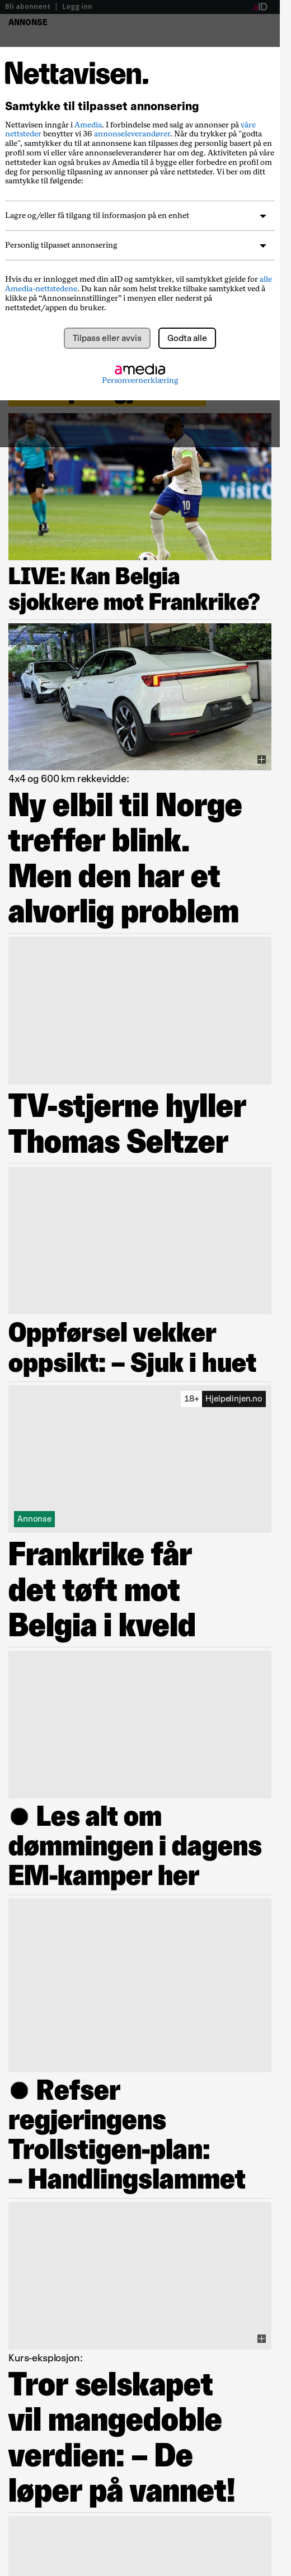 Bli abonnent | Logg inn
aID
ANNONSE
Nettavisen.
Samtykke til tilpasset annonsering
Nettavisen inngår i Amedia. I forbindelse med salg av annonser på våre
nettsteder benytter vi 36 annonseleverandører. Når du trykker på "godta
alle", samtykker du til at annonsene kan tilpasses deg personlig basert på en
profil som vi eller våre annonseleverandører har om deg. Aktiviteten på våre
nettsteder kan også brukes av Amedia til å bygge eller forbedre en profil om
deg for personlig tilpasning av annonser på våre nettsteder. Vi ber om ditt
samtykke til følgende:
Lagre og/eller få tilgang til informasjon på en enhet
Personlig tilpasset annonsering
Hvis du er innlogget med din aID og samtykker, vil samtykket gjelde for alle
Amedia-nettstedene. Du kan når som helst trekke tilbake samtykket ved å
klikke på “Annonseinnstillinger” i menyen eller nederst på
nettstedet/appen du bruker.
Tilpass eller avvis
Godta alle
amedia
Personvernerklæring
10
visit
LIVE: Kan Belgia
sjokkere mot Frankrike?
4x4 og 600 km rekkevidde:
Ny elbil til Norge
treffer blink.
Men den har et
alvorlig problem
TV-stjerne hyller
Thomas Seltzer
Oppførsel vekker
oppsikt: – Sjuk i huet
18+ Hjelpelinjen.no
Annonse
Frankrike får
det tøft mot
Belgia i kveld
● Les alt om
dømmingen i dagens
EM-kamper her
● Refser
regjeringens
Trollstigen-plan:
– Handlingslammet
Kurs-eksplosjon:
Tror selskapet
vil mangedoble
verdien: – De
løper på vannet!